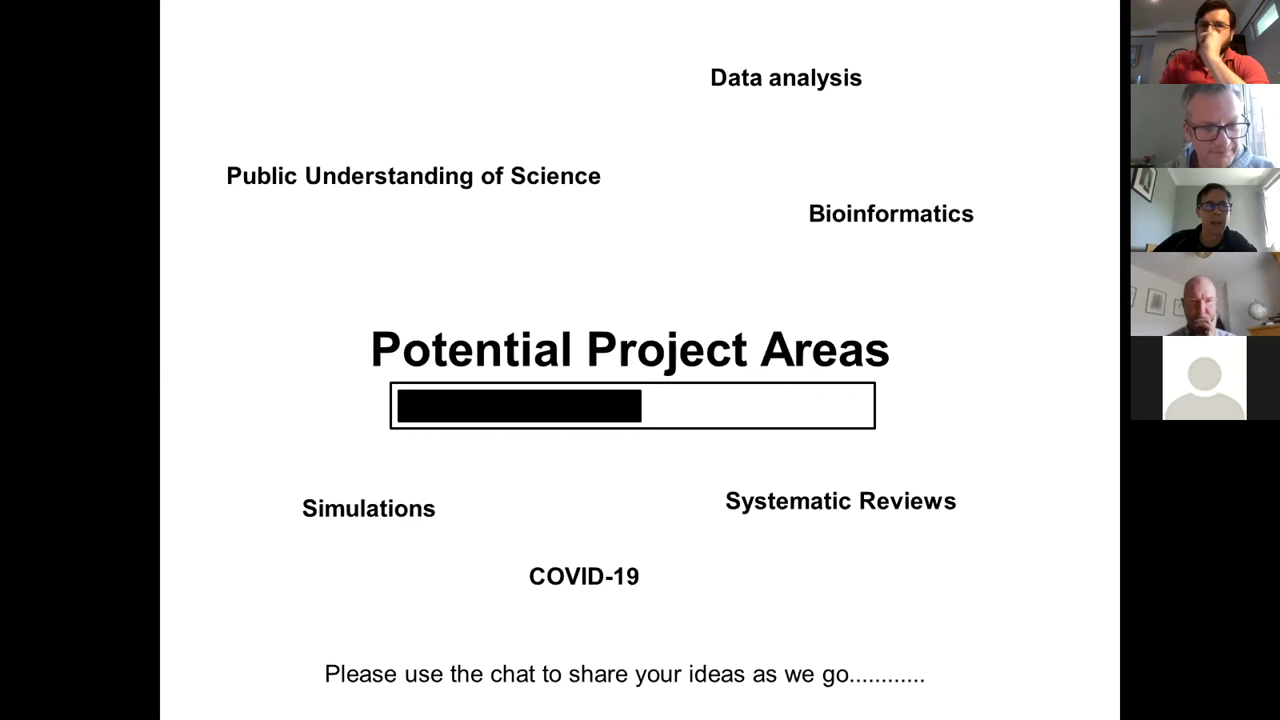 Data analysis
Public Understanding of Science
Bioinformatics
Potential Project Areas
Simulations
Systematic Reviews
COVID-19
Please use the chat to share your ideas as we go............